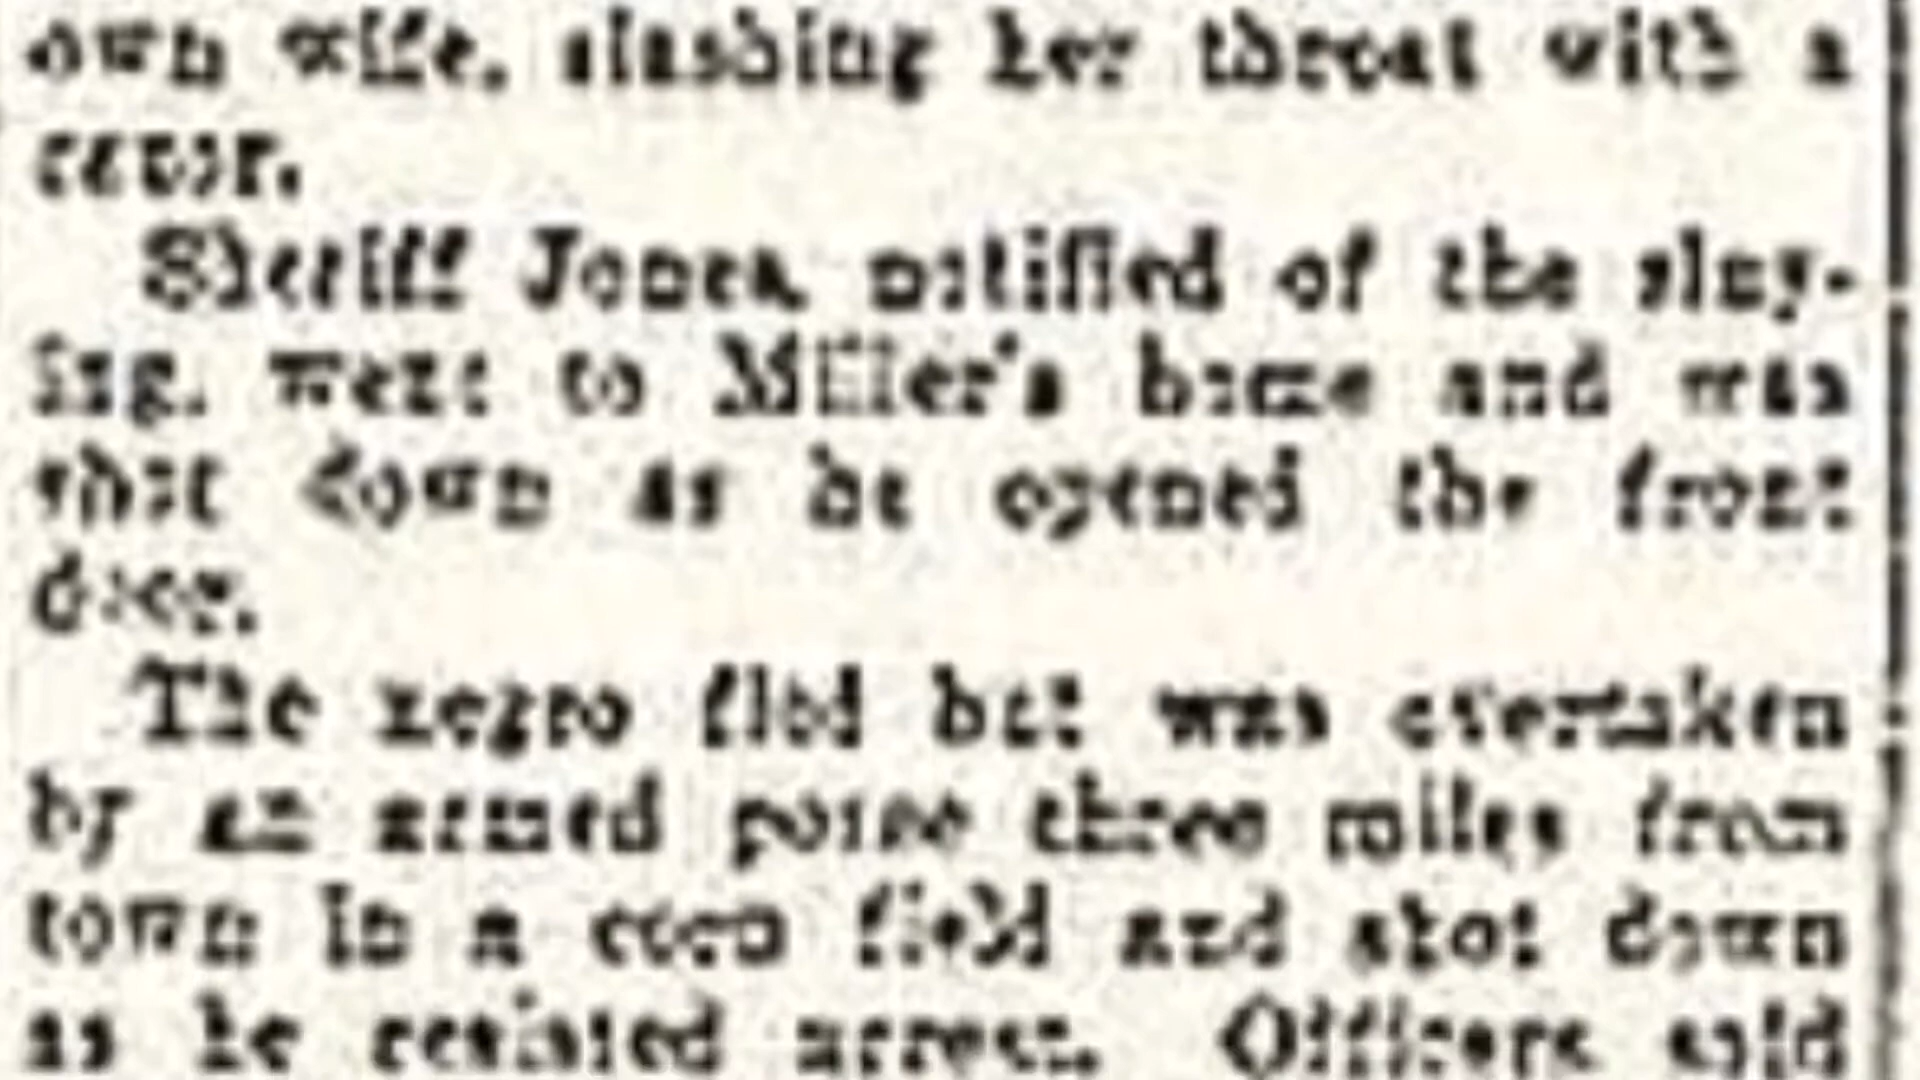 own wife, slashing her throat with a
razor.
Sheriff Jones, notified of the slay-
ing, went to Miller's home and was
shot down as he opened the front
door.
The negro fled but was overtaken
by an armed posse three miles from
town in a corn field and shot down
as he resisted arrest. Officers said